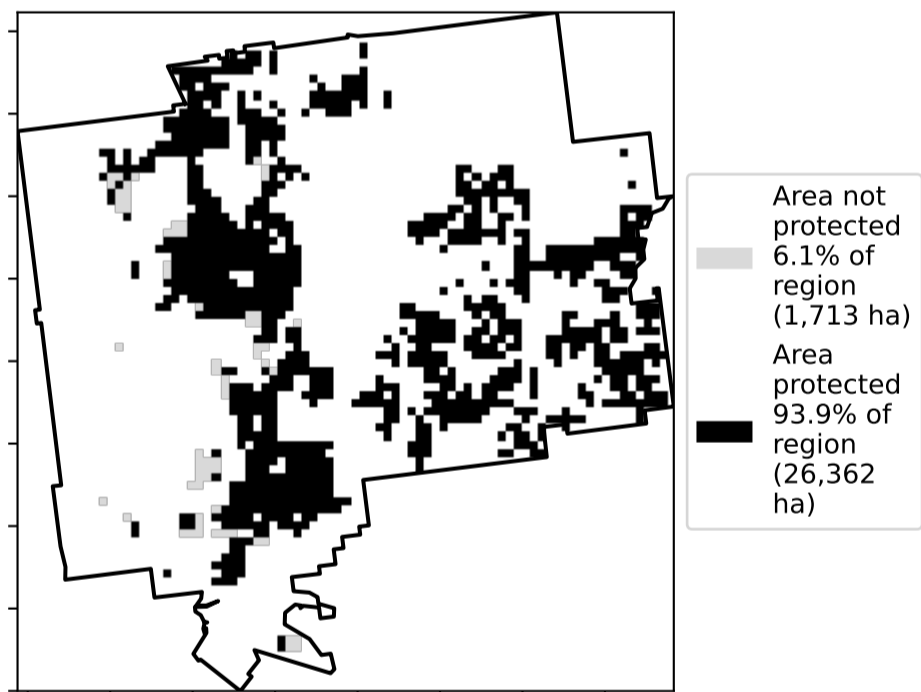 Area not
protected
6.1% of
region
(1,713 ha)
Area
protected
93.9% of
region
(26,362
ha)